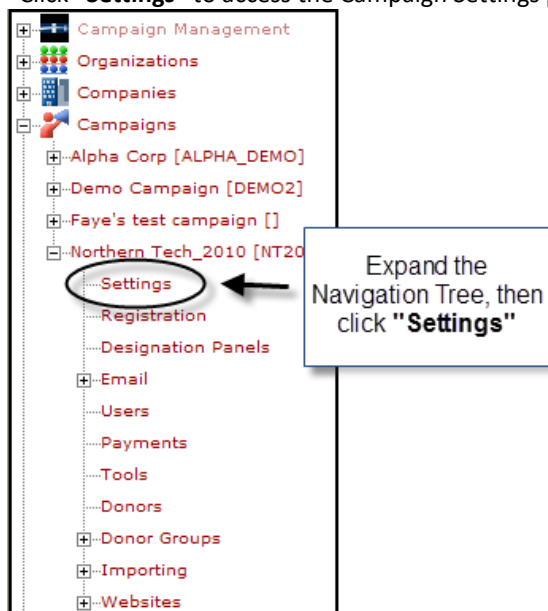 Click "Settings" to access the Campaign Settings
Campaign Management
Organizations
Companies
Campaigns
Alpha Corp [ALPHA_DEMO]
Demo Campaign [DEMO2]
Faye's test campaign []
Northern Tech_2010 [NT20
Settings
Registration
Designation Panels
Email
Users
Payments
Tools
Donors
Donor Groups
Importing
Websites
Expand the
Navigation Tree, then
click "Settings"